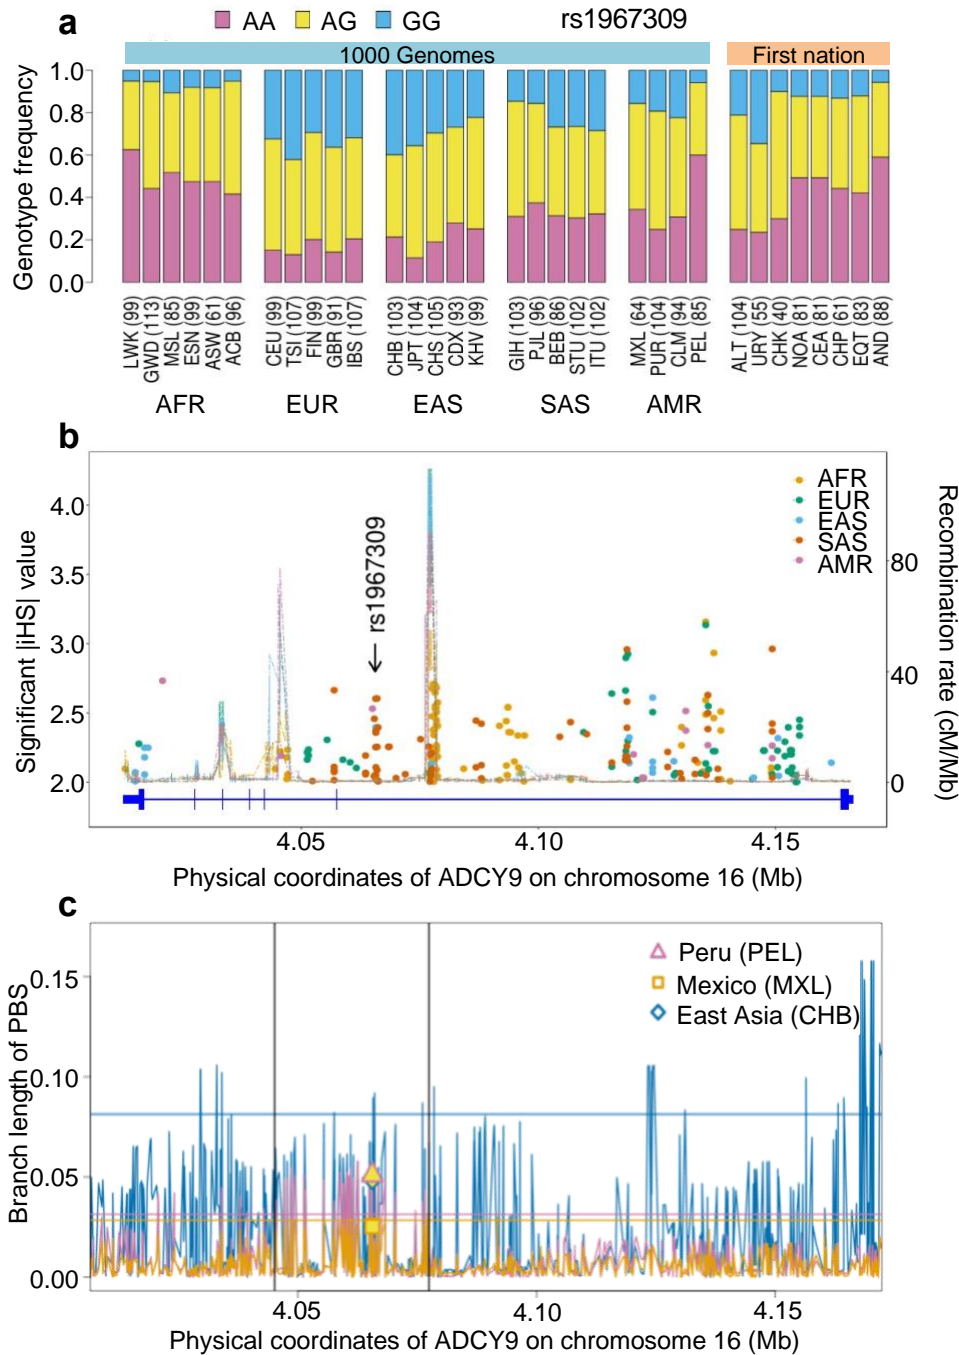 a
AA AG GG rs1967309
1000 Genomes First nation
Genotype frequency
1.0
0.8
0.6
0.4
0.2
0.0
LWK (99)
GWD (113)
MSL (85)
ESN (99)
ASW (61)
ACB (96)
CEU (99)
TSI (107)
FIN (99)
GBR (91)
IBS (107)
CHB (103)
JPT (104)
CHS (105)
CDX (93)
KHV (99)
GIH (103)
PJL (96)
BEB (86)
STU (102)
ITU (102)
MXL (64)
PUR (104)
CLM (94)
PEL (85)
ALT (104)
URY (55)
CHK (40)
NOA (81)
CEA (81)
CHP (61)
EQT (83)
AND (88)
AFR EUR EAS SAS AMR
b
Significant |iHS| value
4.0
3.5
3.0
2.5
2.0
rs1967309
AFR
EUR
EAS
SAS
AMR
80
40
0
Recombination rate (cM/Mb)
4.05 4.10 4.15
Physical coordinates of ADCY9 on chromosome 16 (Mb)
c
Branch length of PBS
0.15
0.10
0.05
0.00
Peru (PEL)
Mexico (MXL)
East Asia (CHB)
4.05 4.10 4.15
Physical coordinates of ADCY9 on chromosome 16 (Mb)